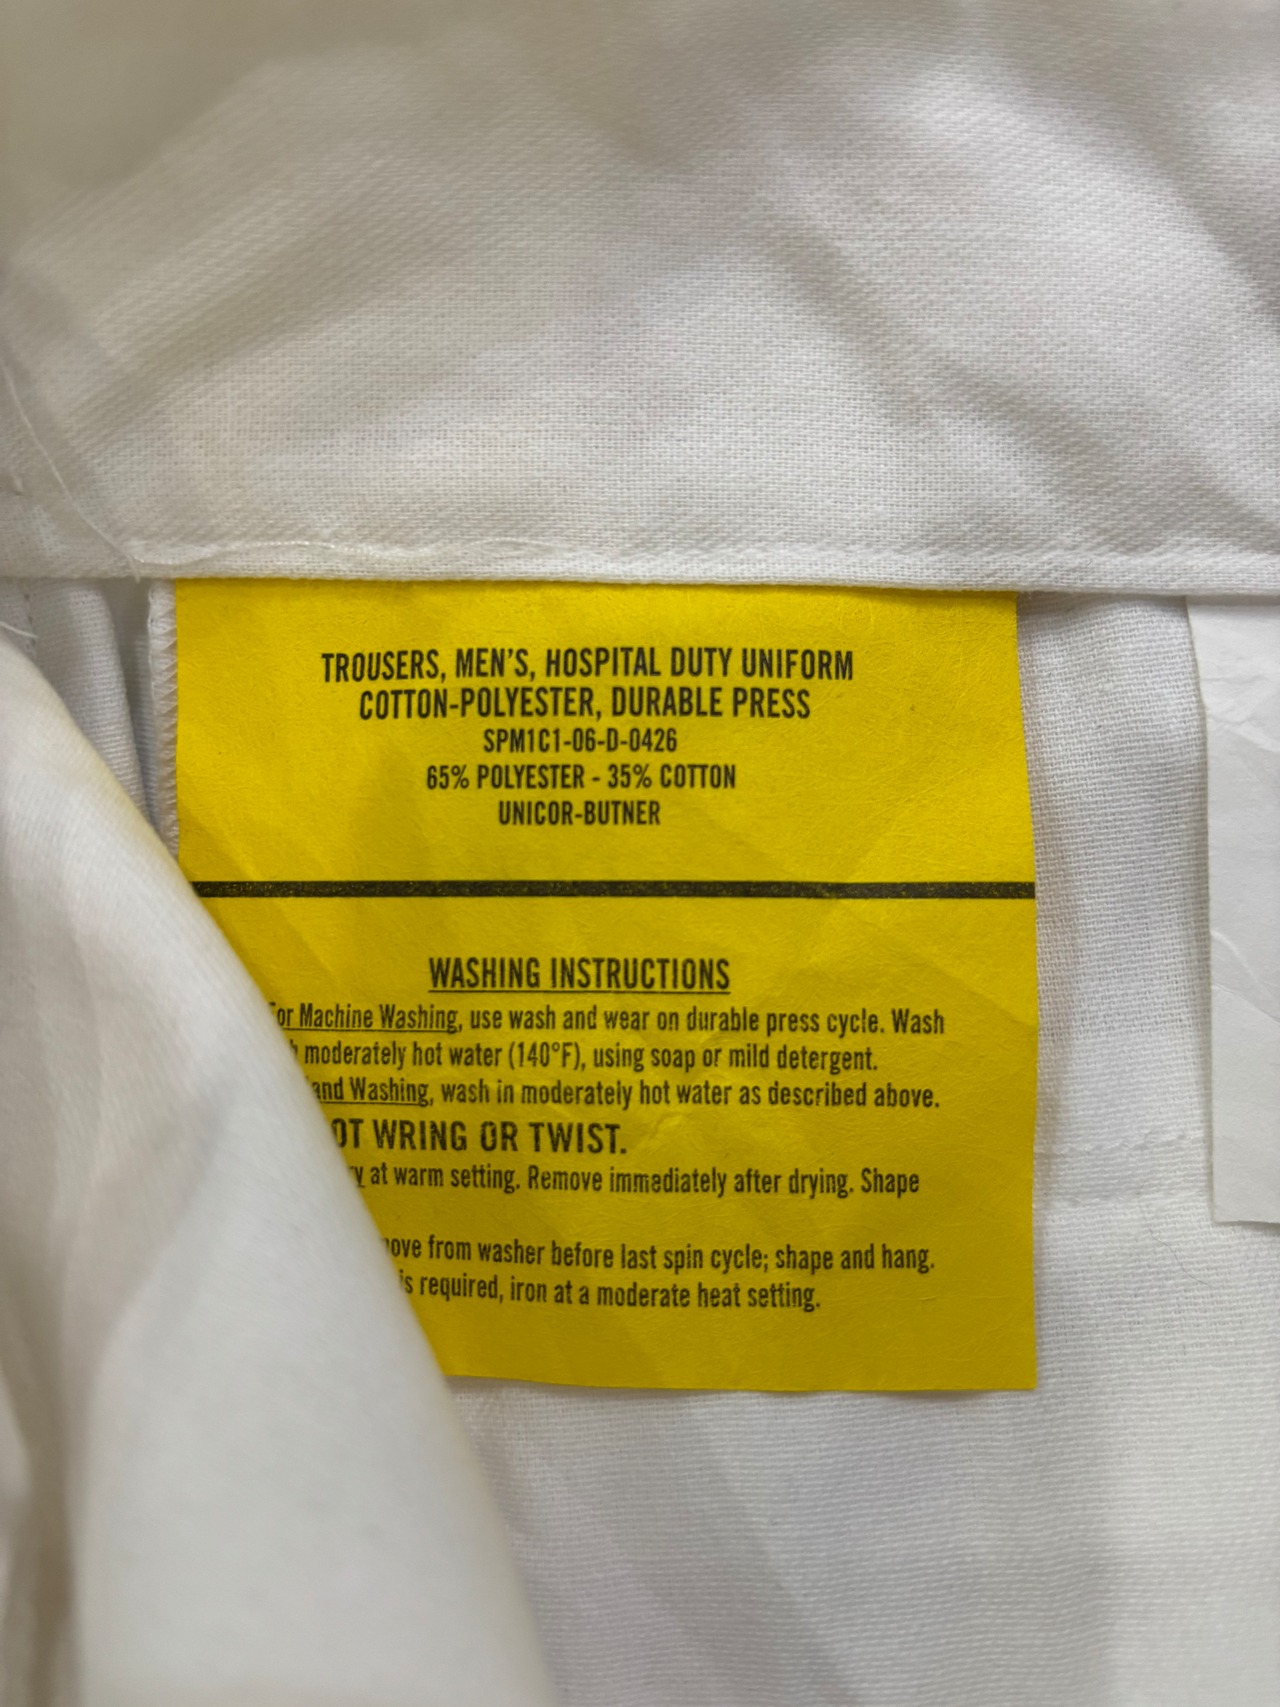 TROUSERS, MEN'S, HOSPITAL DUTY UNIFORM
COTTON-POLYESTER, DURABLE PRESS
SPM1C1-06-D-0426
65% POLYESTER - 35% COTTON
UNICOR-BUTNER
WASHING INSTRUCTIONS
For Machine Washing, use wash and wear on durable press cycle. Wash
moderately hot water (140°F), using soap or mild detergent.
Washing, wash in moderately hot water as described above.
WRING OR TWIST.
at warm setting. Remove immediately after drying. Shape
from washer before last spin cycle; shape and hang.
is required, iron at a moderate heat setting.